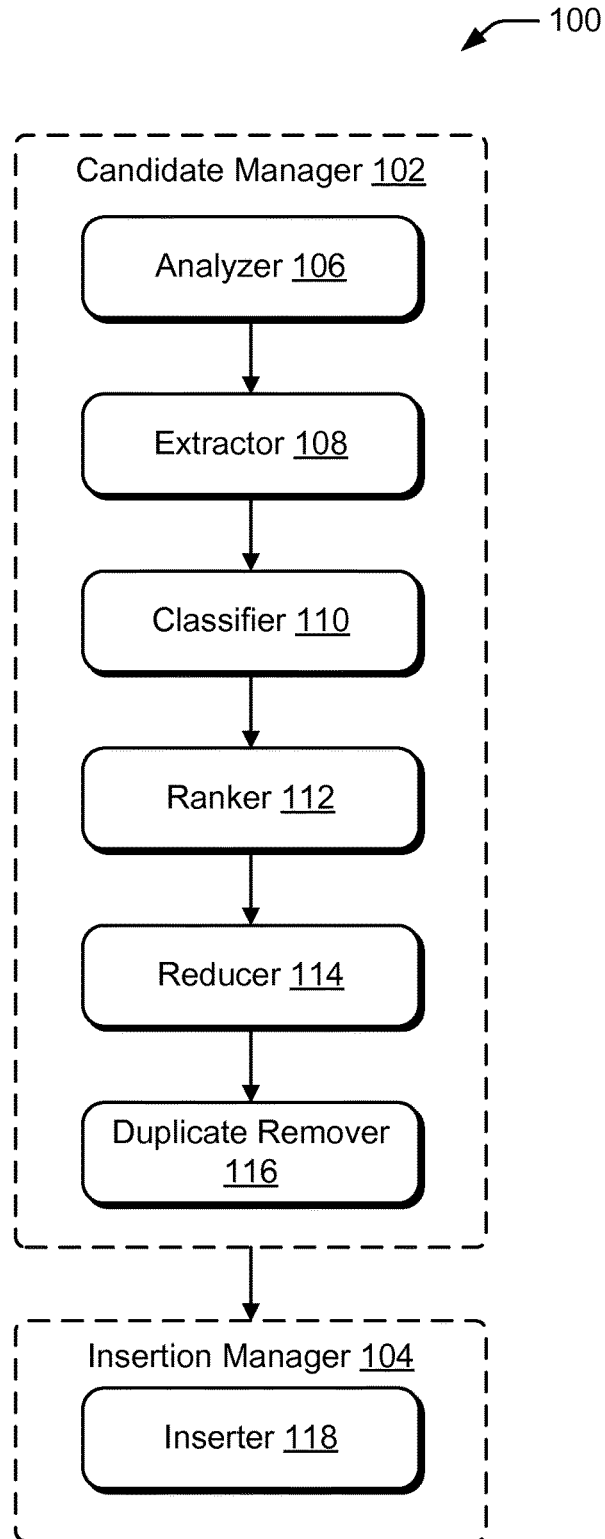 100
Candidate Manager 102
Analyzer 106
Extractor 108
Classifier 110
Ranker 112
Reducer 114
Duplicate Remover
116
Insertion Manager 104
Inserter 118